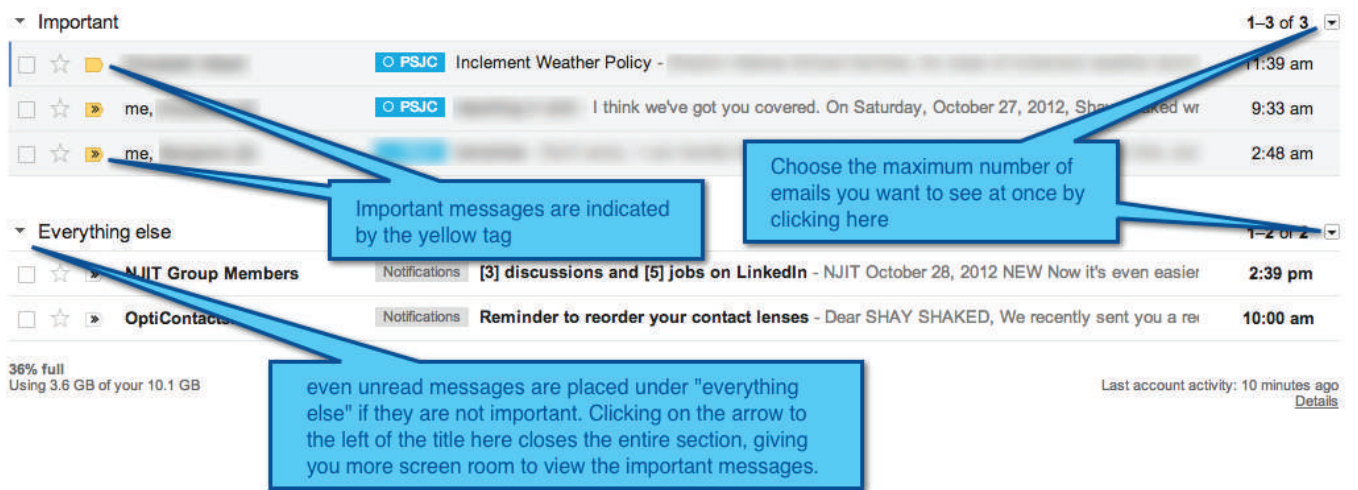 Important 1–3 of 3
PSJC Inclement Weather Policy - 11:39 am
me, PSJC I think we've got you covered. On Saturday, October 27, 2012, Shay Shaked wr 9:33 am
me, 2:48 am
Choose the maximum number of
emails you want to see at once by
clicking here
Important messages are indicated
by the yellow tag
Everything else 1–2 of 2
NJIT Group Members Notifications [3] discussions and [5] jobs on LinkedIn - NJIT October 28, 2012 NEW Now it's even easier 2:39 pm
OptiContacts. Notifications Reminder to reorder your contact lenses - Dear SHAY SHAKED, We recently sent you a re 10:00 am
36% full
Using 3.6 GB of your 10.1 GB
Last account activity: 10 minutes ago
Details
even unread messages are placed under "everything
else" if they are not important. Clicking on the arrow to
the left of the title here closes the entire section, giving
you more screen room to view the important messages.